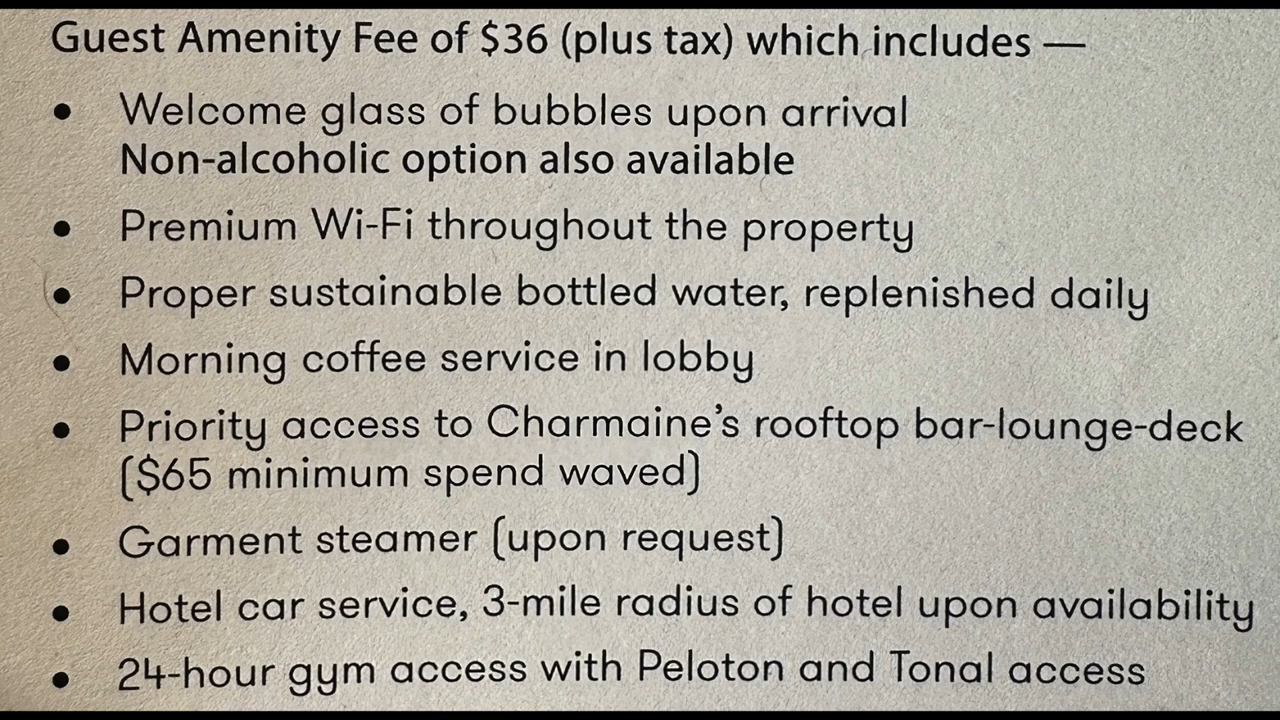 Guest Amenity Fee of $36 (plus tax) which includes —
• Welcome glass of bubbles upon arrival
Non-alcoholic option also available
• Premium Wi-Fi throughout the property
• Proper sustainable bottled water, replenished daily
• Morning coffee service in lobby
• Priority access to Charmaine’s rooftop bar-lounge-deck
($65 minimum spend waved)
• Garment steamer (upon request)
• Hotel car service, 3-mile radius of hotel upon availability
• 24-hour gym access with Peloton and Tonal access